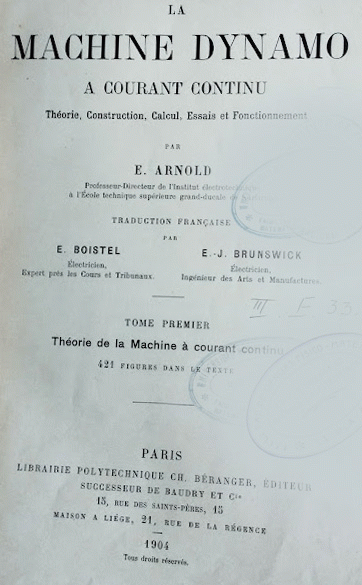 LA
MACHINE DYNAMO
A COURANT CONTINU
Théorie, Construction, Calcul, Essais et Fonctionnement
PAR
E. ARNOLD
Professeur-Directeur de l'Institut
à l'École technique supérieure grand-ducale de
TRADUCTION FRANÇAISE
PAR
E. BOISTEL
Électricien,
Expert près les Cours et Tribunaux.
E.-J. BRUNSWICK
Électricien,
Ingénieur des Arts et Manufactures.
III. F. 33
TOME PREMIER
Théorie de la Machine à courant continu
421 FIGURES DANS LE TEXTE
PARIS
LIBRAIRIE POLYTECHNIQUE CH. BÉRANGER, ÉDITEUR
SUCCESSEUR DE BAUDRY ET Cie
15, RUE DES SAINTS-PÈRES, 15
MAISON A LIÉGE, 21, RUE DE LA RÉGENCE
1904
Tous droits réservés.